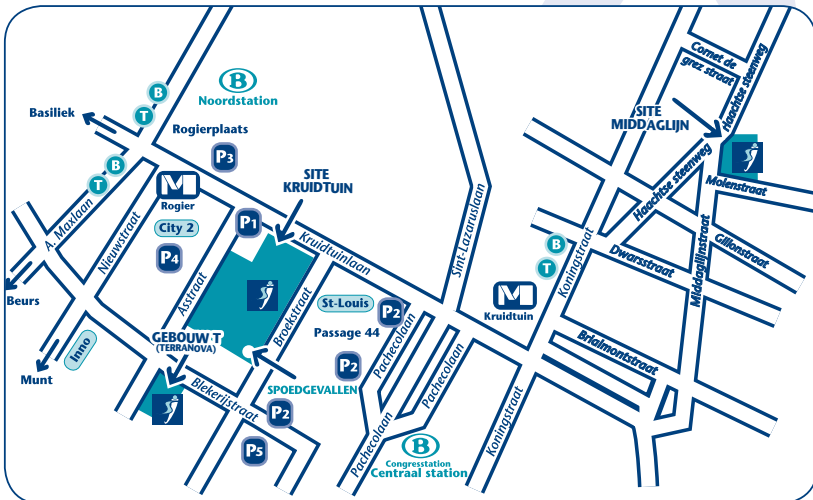 Cornet de
grez straat
Haachtse steenweg
B
Noordstation
B
T
Basiliek
Rogierplaats
P3
SITE
MIDDAGLIJN
Haachtse steenweg
Molenstraat
B
T
M
Rogier
SITE
KRUIDTUIN
City 2
P1
Kruidtuinlaan
A. Maxlaan
Nieuwstraat
P4
Asstraat
Sint-Lazaruslaan
B
T
Koningstraat
Dwarsstraat
Gillonstraat
Middaglijnstraat
Beurs
M
Kruidtuin
St-Louis
P2
Passage 44
Broekstraat
Pachecolaan
Pachecolaan
GEBOUW T
(TERRANOVA)
Inno
Munt
P2
Brialmontstraat
SPOEDGEVALLEN
Blekerijstraat
P2
P5
Koningstraat
Pachecolaan
B
Congresstation
Centraal station